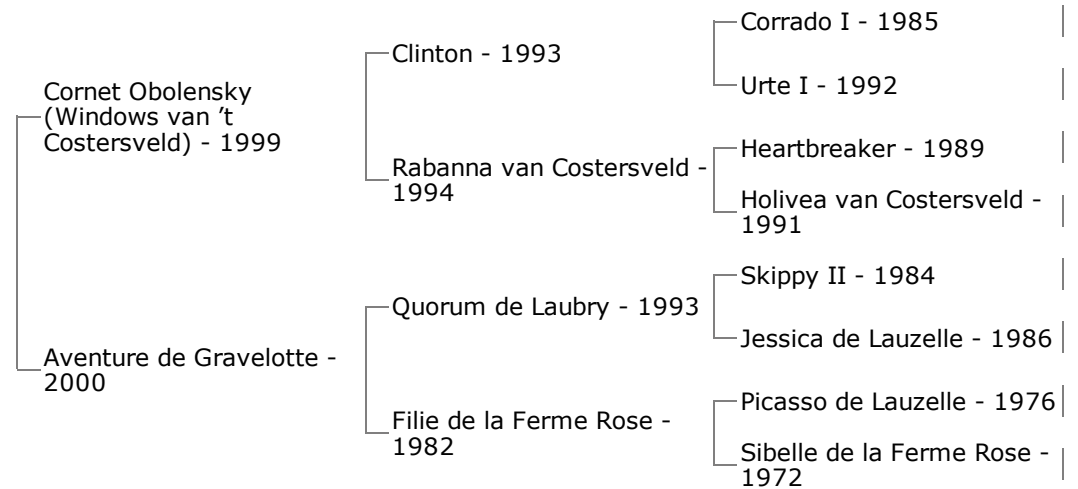 Cornet Obolensky
(Windows van ’t
Costersveld) - 1999
Aventure de Gravelotte -
2000
Clinton - 1993
Rabanna van Costersveld -
1994
Quorum de Laubry - 1993
Filie de la Ferme Rose -
1982
Corrado I - 1985
Urte I - 1992
Heartbreaker - 1989
Holivea van Costersveld -
1991
Skippy II - 1984
Jessica de Lauzelle - 1986
Picasso de Lauzelle - 1976
Sibelle de la Ferme Rose -
1972